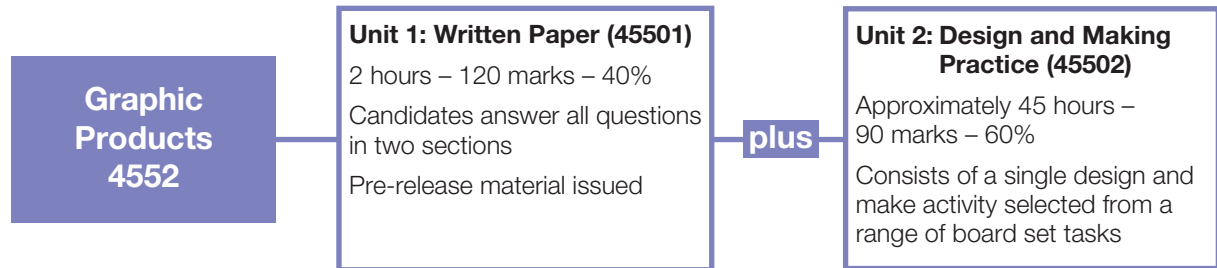 Graphic
Products
4552
Unit 1: Written Paper (45501)
2 hours – 120 marks – 40%
Candidates answer all questions
in two sections
Pre-release material issued
plus
Unit 2: Design and Making
Practice (45502)
Approximately 45 hours –
90 marks – 60%
Consists of a single design and
make activity selected from a
range of board set tasks